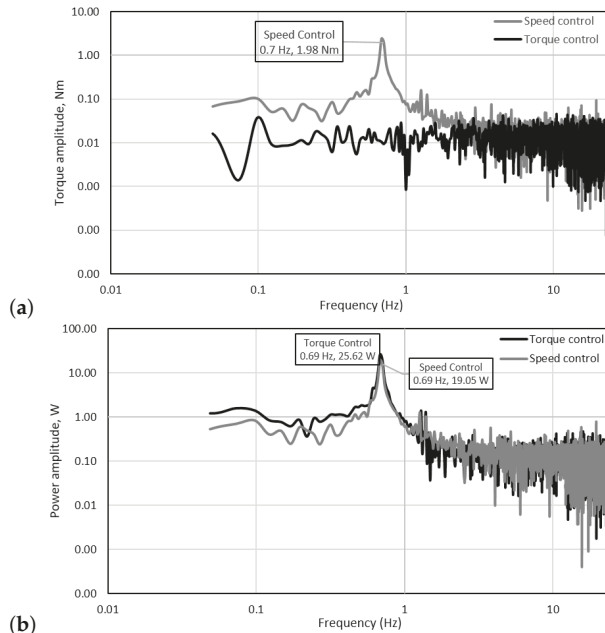 (a)
Torque amplitude, Nm
10.00
1.00
0.10
0.01
0.00
0.00
Speed control
Torque control
Speed Control
0.7 Hz, 1.98 Nm
0.01
0.1
1
10
Frequency (Hz)
(b)
Power amplitude, W
100.00
10.00
1.00
0.10
0.01
0.00
0.00
Torque control
Speed control
Torque Control
0.69 Hz, 25.62 W
Speed Control
0.69 Hz, 19.05 W
0.01
0.1
1
10
Frequency (Hz)